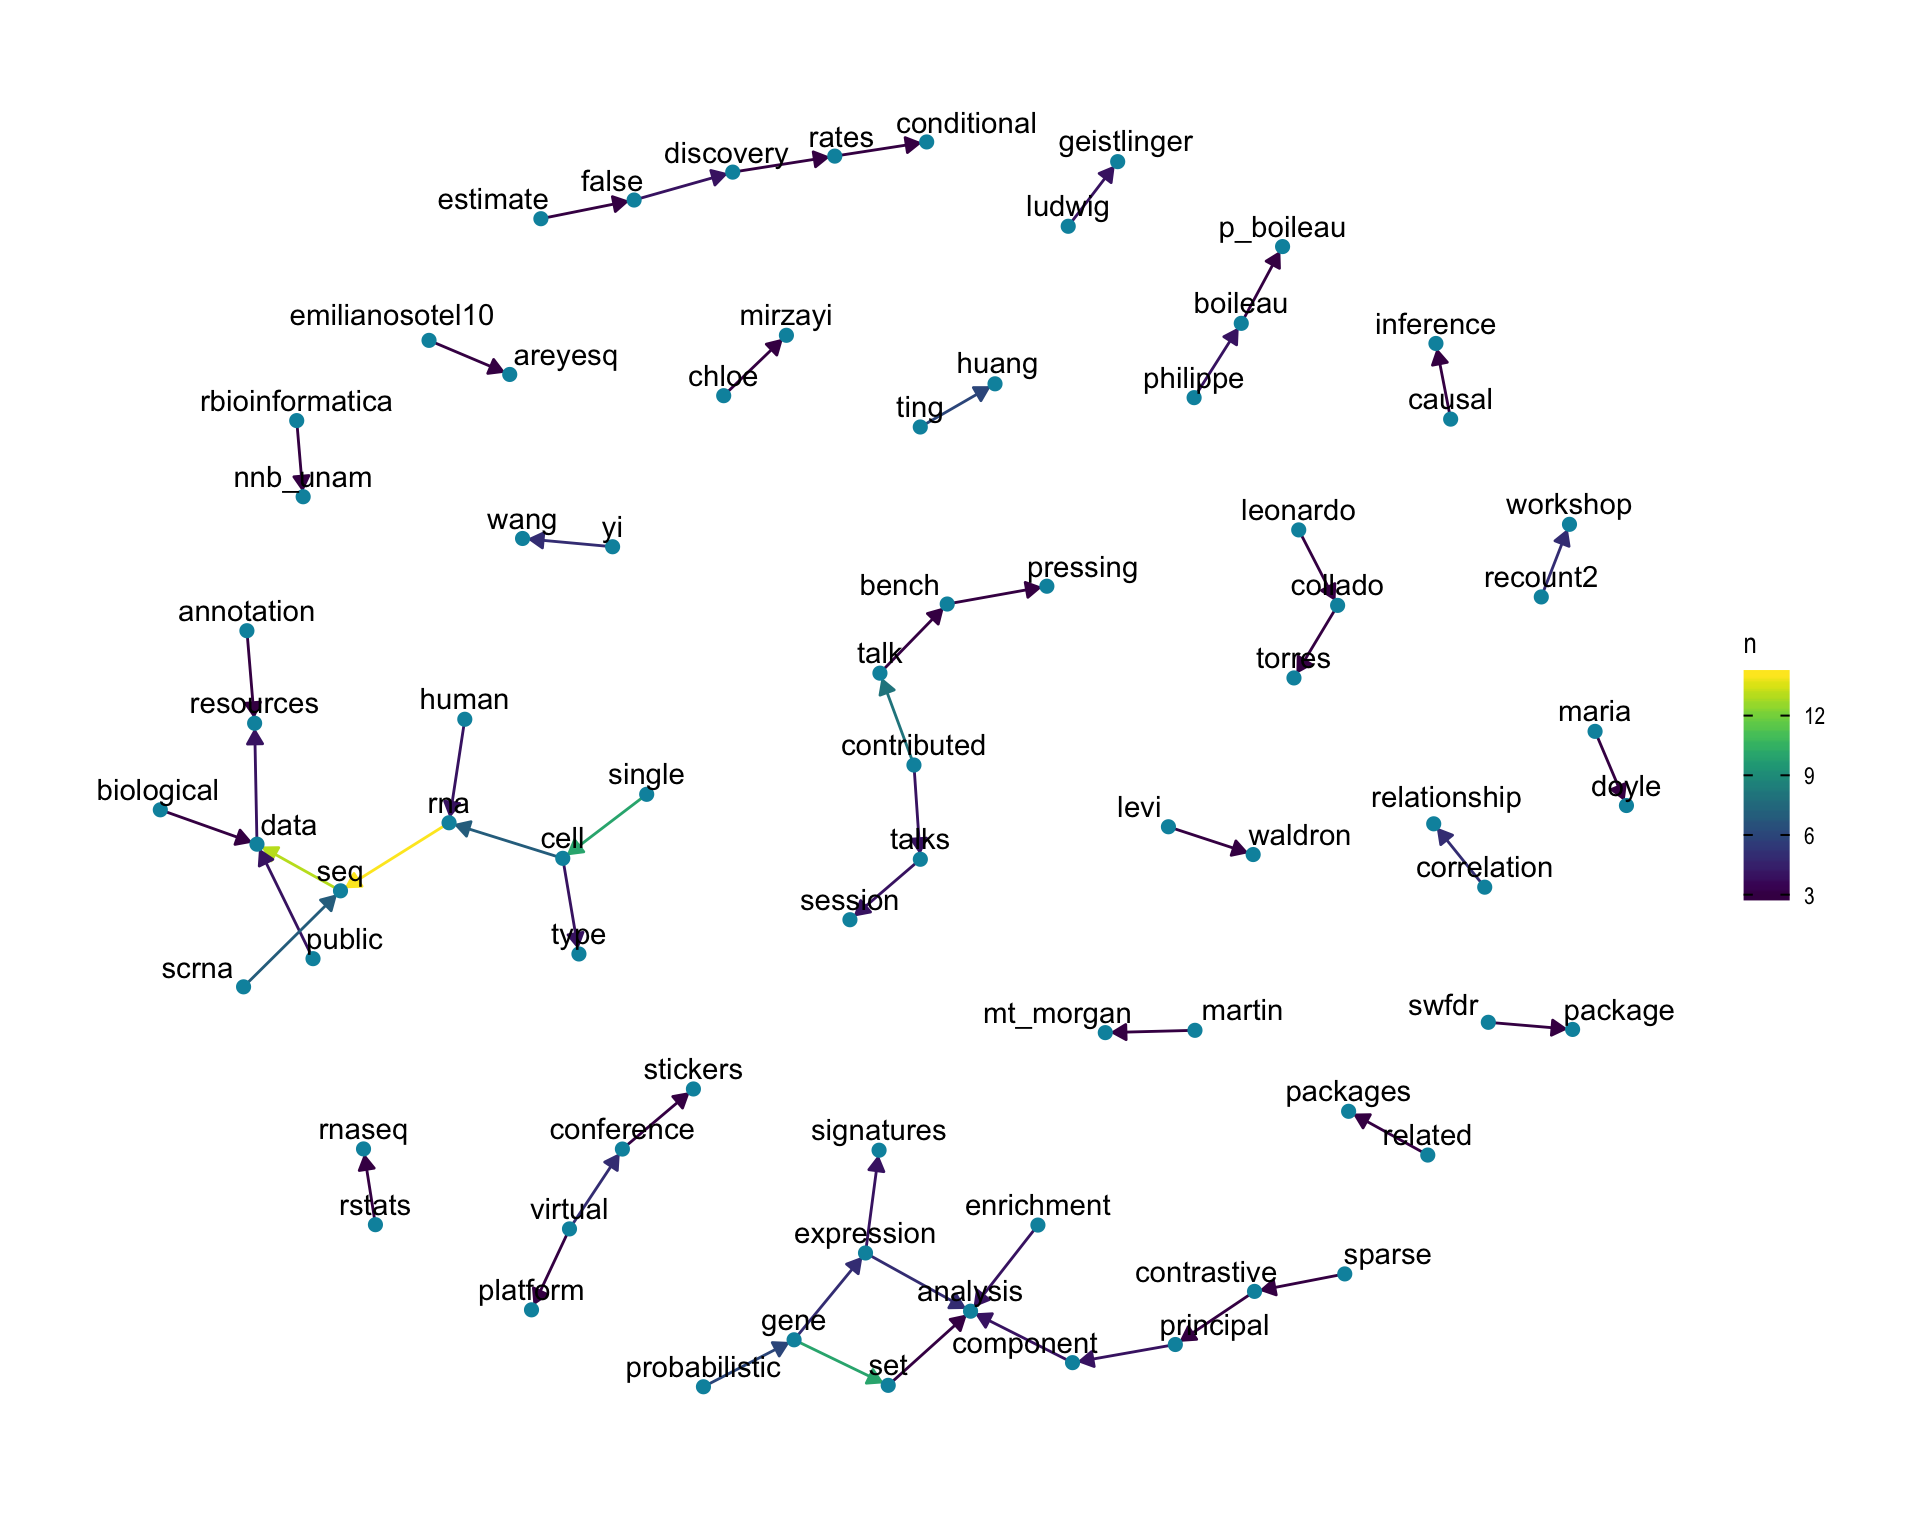 conditional
rates
geistlinger
discovery
false
estimate
ludwig
p_boileau
boileau
emilianosotel10
mirzayi
inference
areyesq
huang
chloe
philippe
rbioinformatica
ting
causal
nnb_unam
leonardo
workshop
wang
yi
pressing
recount2
bench
collado
annotation
n
talk
torres
resources
human
maria
12
contributed
single
9
biological
doyle
relationship
rna
levi
data
6
cell
talks
waldron
seq
correlation
3
session
type
public
scrna
mt_morgan
martin
swfdr
package
stickers
packages
rnaseq
conference
signatures
related
rstats
virtual
enrichment
expression
sparse
contrastive
platform
analysis
gene
principal
component
probabilistic
set